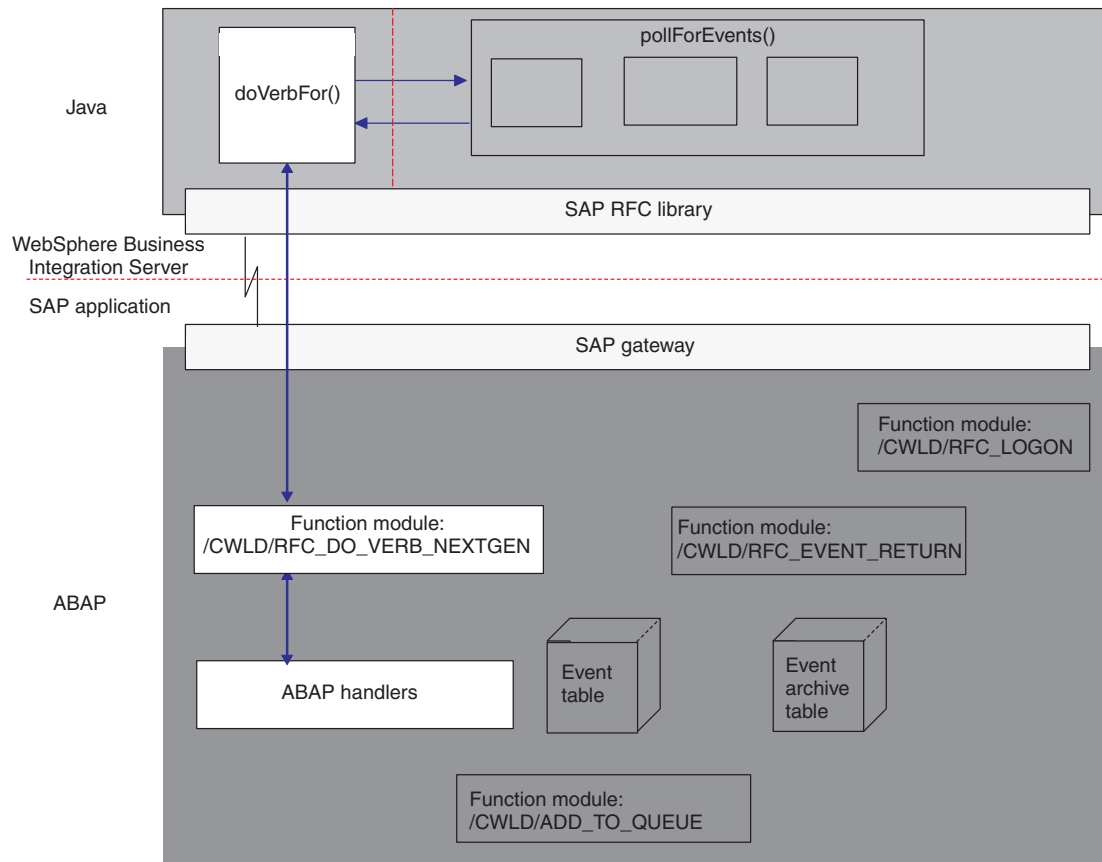 pollForEvents()
doVerbFor()
Java
SAP RFC library
WebSphere Business
Integration Server
SAP application
SAP gateway
Function module:
/CWLD/RFC_LOGON
Function module:
/CWLD/RFC_DO_VERB_NEXTGEN
Function module:
/CWLD/RFC_EVENT_RETURN
ABAP
ABAP handlers
Event
table
Event
archive
table
Function module:
/CWLD/ADD_TO_QUEUE